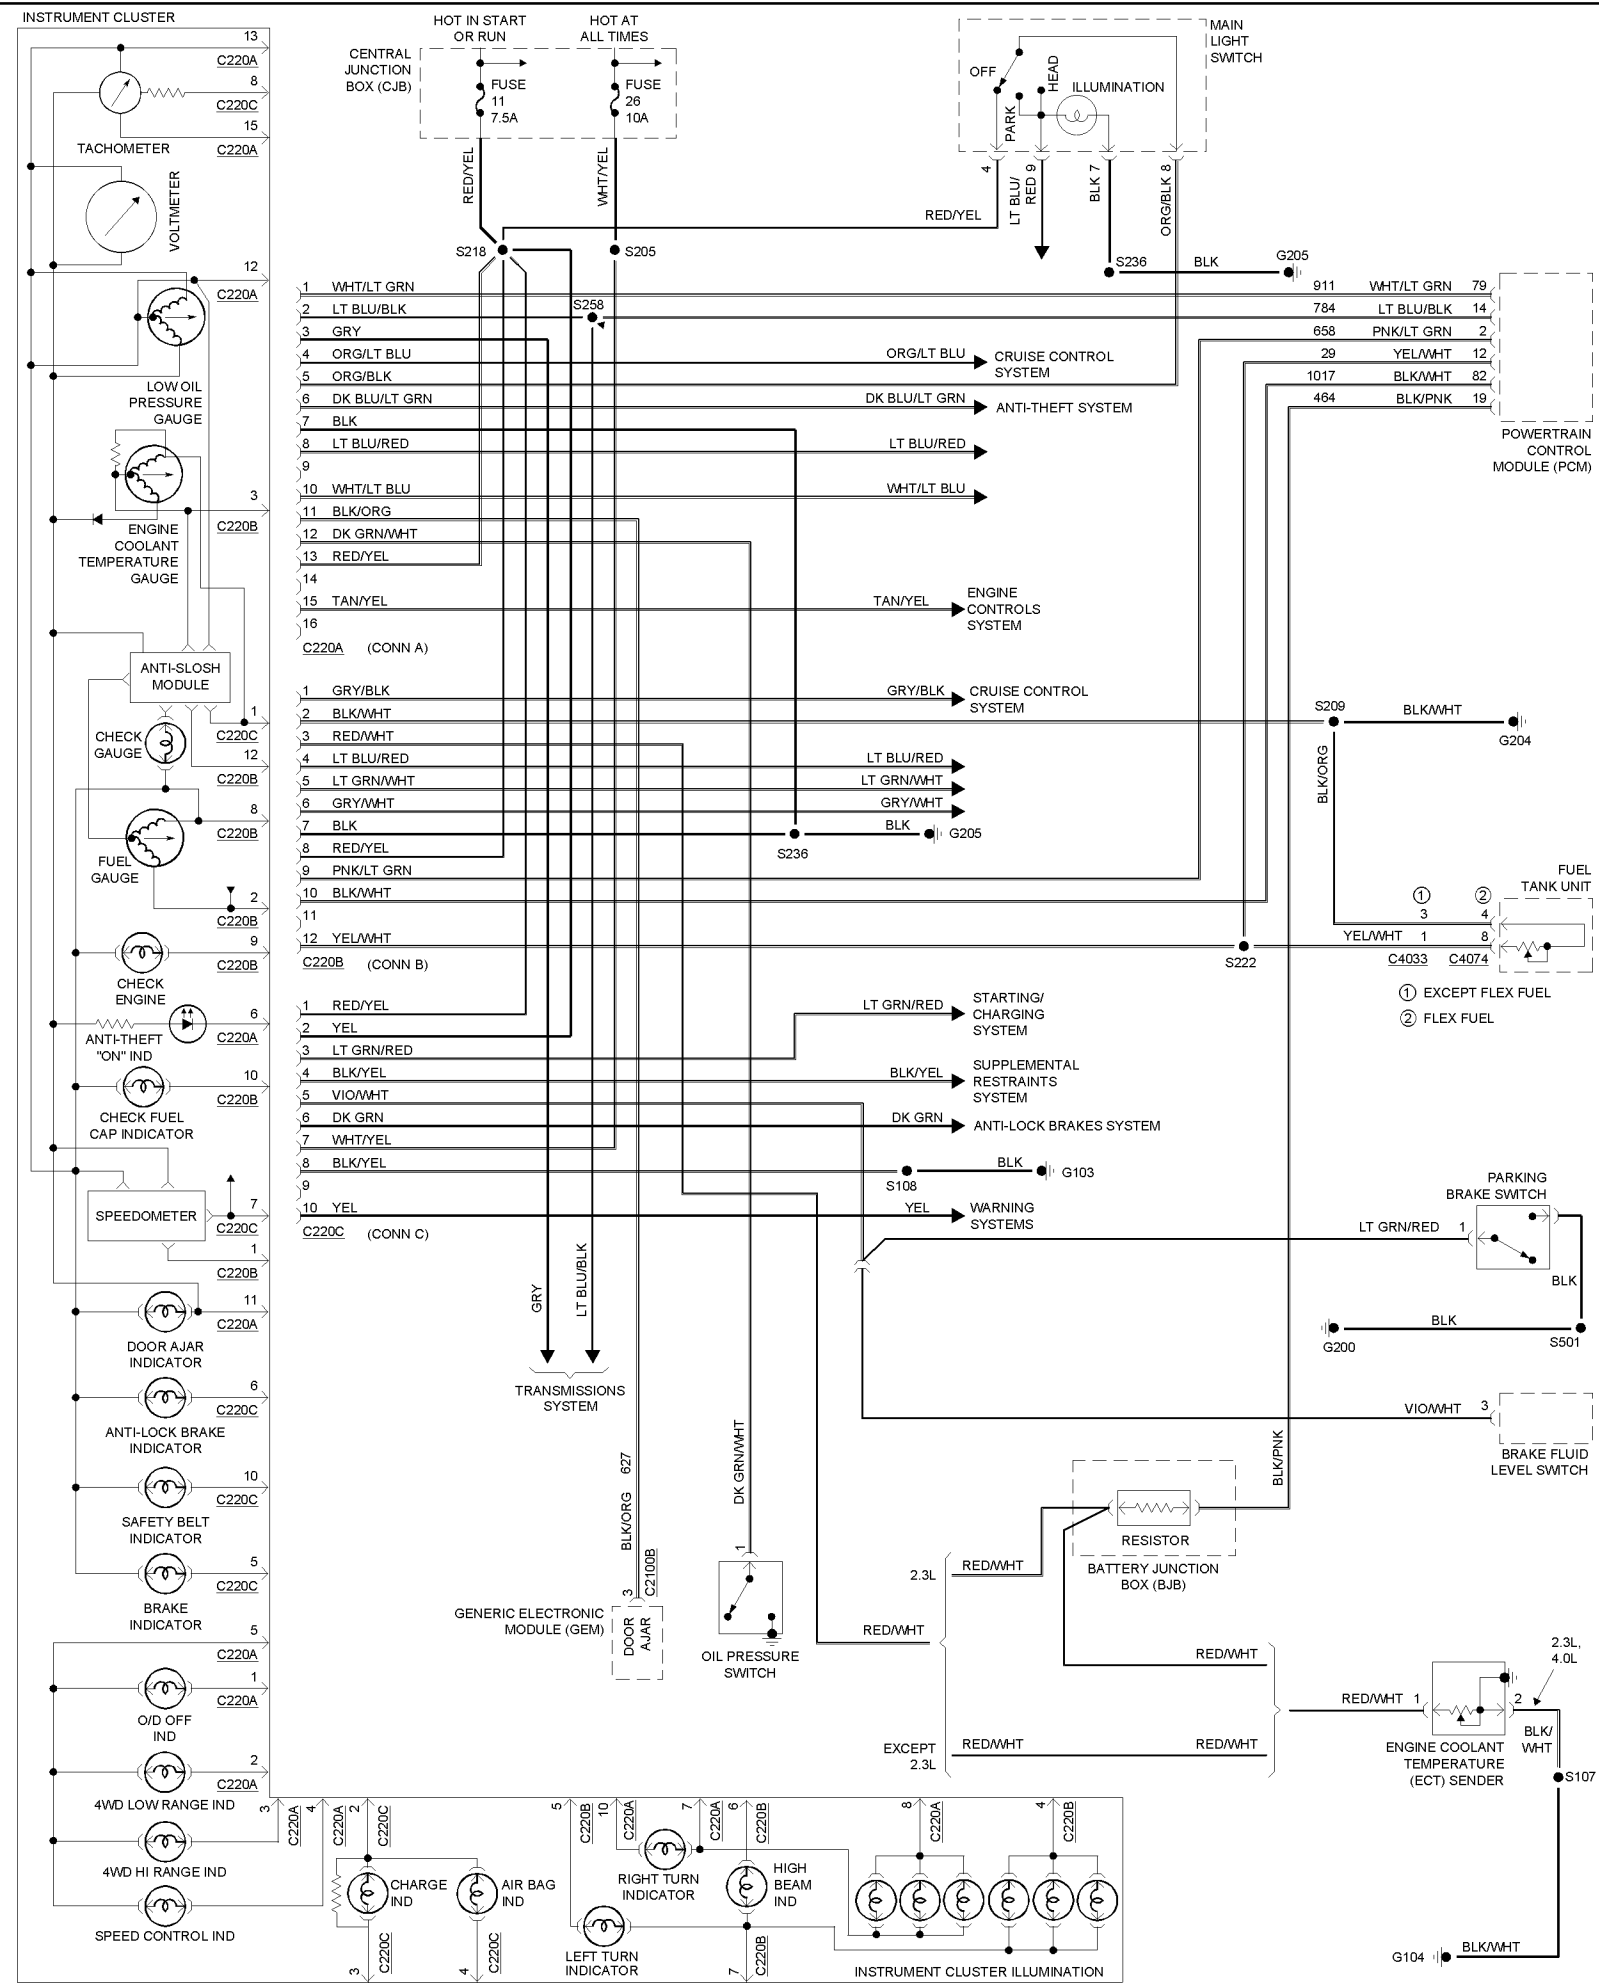 INSTRUMENT CLUSTER
13
C220A
8
C220C
15
C220A
TACHOMETER
VOLTMETER
12
C220A
LOW OIL
PRESSURE
GAUGE
3
C220B
ENGINE
COOLANT
TEMPERATURE
GAUGE
ANTI-SLOSH
MODULE
1
C220C
CHECK
GAUGE
12
C220B
8
C220B
FUEL
GAUGE
2
C220B
9
C220B
CHECK
ENGINE
6
C220A
ANTI-THEFT
"ON" IND
10
C220B
CHECK FUEL
CAP INDICATOR
SPEEDOMETER
7
C220C
1
C220B
11
C220A
DOOR AJAR
INDICATOR
6
C220C
ANTI-LOCK BRAKE
INDICATOR
10
C220C
SAFETY BELT
INDICATOR
5
C220C
BRAKE
INDICATOR
5
C220A
1
C220A
O/D OFF
IND
2
C220A
4WD LOW RANGE IND
4WD HI RANGE IND
SPEED CONTROL IND
HOT IN START
OR RUN
HOT AT
ALL TIMES
CENTRAL
JUNCTION
BOX (CJB)
FUSE
11
7.5A
FUSE
26
10A
RED/YEL
WHT/YEL
S218
S205
RED/YEL
MAIN
LIGHT
SWITCH
OFF
PARK
HEAD
ILLUMINATION
4
LT BLU/
RED 9
BLK 7
ORG/BLK 8
S236
BLK
G205
1 WHT/LT GRN
2 LT BLU/BLK
S258
3 GRY
4 ORG/LT BLU
ORG/LT BLU
CRUISE CONTROL
SYSTEM
5 ORG/BLK
6 DK BLU/LT GRN
DK BLU/LT GRN
ANTI-THEFT SYSTEM
7 BLK
8 LT BLU/RED
LT BLU/RED
9
10 WHT/LT BLU
WHT/LT BLU
11 BLK/ORG
12 DK GRN/WHT
13 RED/YEL
14
15 TAN/YEL
TAN/YEL
ENGINE
CONTROLS
SYSTEM
16
C220A (CONN A)
911 WHT/LT GRN 79
784 LT BLU/BLK 14
658 PNK/LT GRN 2
29 YEL/WHT 12
1017 BLK/WHT 82
464 BLK/PNK 19
POWERTRAIN
CONTROL
MODULE (PCM)
1 GRY/BLK
GRY/BLK
CRUISE CONTROL
SYSTEM
2 BLK/WHT
S209
BLK/WHT
G204
3 RED/WHT
4 LT BLU/RED
LT BLU/RED
5 LT GRN/WHT
LT GRN/WHT
6 GRY/WHT
GRY/WHT
7 BLK
BLK
G205
S236
8 RED/YEL
9 PNK/LT GRN
10 BLK/WHT
11
12 YEL/WHT
C220B (CONN B)
BLK/ORG
S222
YEL/WHT
FUEL
TANK UNIT
1 2
3 4
1 8
C4033 C4074
1 EXCEPT FLEX FUEL
2 FLEX FUEL
1 RED/YEL
2 YEL
3 LT GRN/RED
LT GRN/RED
STARTING/
CHARGING
SYSTEM
4 BLK/YEL
BLK/YEL
SUPPLEMENTAL
RESTRAINTS
SYSTEM
5 VIO/WHT
6 DK GRN
DK GRN
ANTI-LOCK BRAKES SYSTEM
7 WHT/YEL
8 BLK/YEL
S108
BLK
G103
9
10 YEL
YEL
WARNING
SYSTEMS
C220C (CONN C)
GRY
LT BLU/BLK
TRANSMISSIONS
SYSTEM
PARKING
BRAKE SWITCH
LT GRN/RED 1
BLK
BLK
G200
S501
VIO/WHT 3
BRAKE FLUID
LEVEL SWITCH
BLK/ORG 627
3
C2100B
GENERIC ELECTRONIC
MODULE (GEM)
DOOR
AJAR
DK GRN/WHT
1
OIL PRESSURE
SWITCH
BLK/PNK
RESISTOR
BATTERY JUNCTION
BOX (BJB)
2.3L
RED/WHT
RED/WHT
RED/WHT
EXCEPT
2.3L
RED/WHT
RED/WHT
RED/WHT 1
2
2.3L,
4.0L
BLK/
WHT
ENGINE COOLANT
TEMPERATURE
(ECT) SENDER
S107
G104
BLK/WHT
3 C220A
4 C220A
2 C220C
CHARGE
IND
AIR BAG
IND
3 C220C
4 C220C
5 C220B
10 C220A
7 C220A
6 C220B
RIGHT TURN
INDICATOR
HIGH
BEAM
IND
LEFT TURN
INDICATOR
7 C220B
8 C220A
4 C220B
INSTRUMENT CLUSTER ILLUMINATION